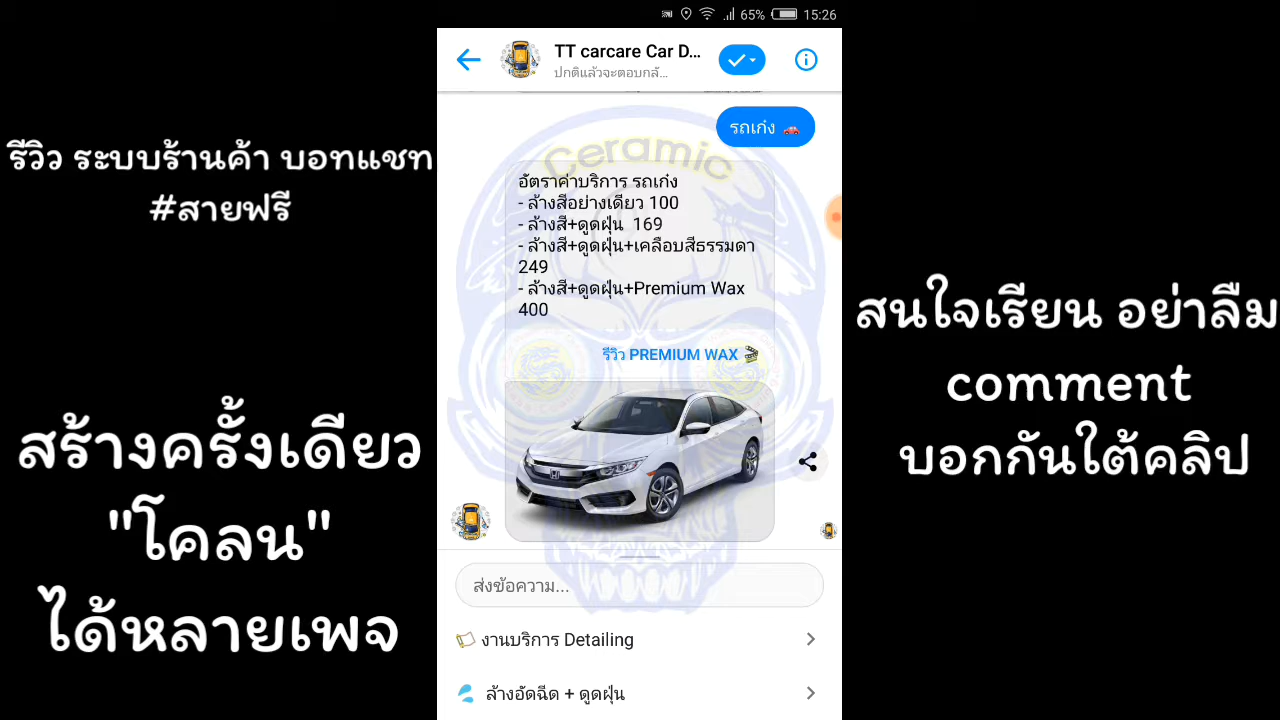 65% 15:26
TT carcare Car D...
ปกติแล้วจะตอบกลั...
รถเก่ง
Ceramic
อัตราค่าบริการ รถเก๋ง
- ล้างสีอย่างเดียว 100
- ล้างสี+ดูดฝุ่น 169
- ล้างสี+ดูดฝุ่น+เคลือบสีธรรมดา
249
- ล้างสี+ดูดฝุ่น+Premium Wax
400
รีวิว PREMIUM WAX
ส่งข้อความ...
งานบริการ Detailing
ล้างอัดฉีด + ดูดฝุ่น
รีวิว ระบบร้านค้า บอทแชท
#สายฟรี
สร้างครั้งเดียว
"โคลน"
ได้หลายเพจ
สนใจเรียน อย่าลืม
comment
บอกกันใต้คลิป